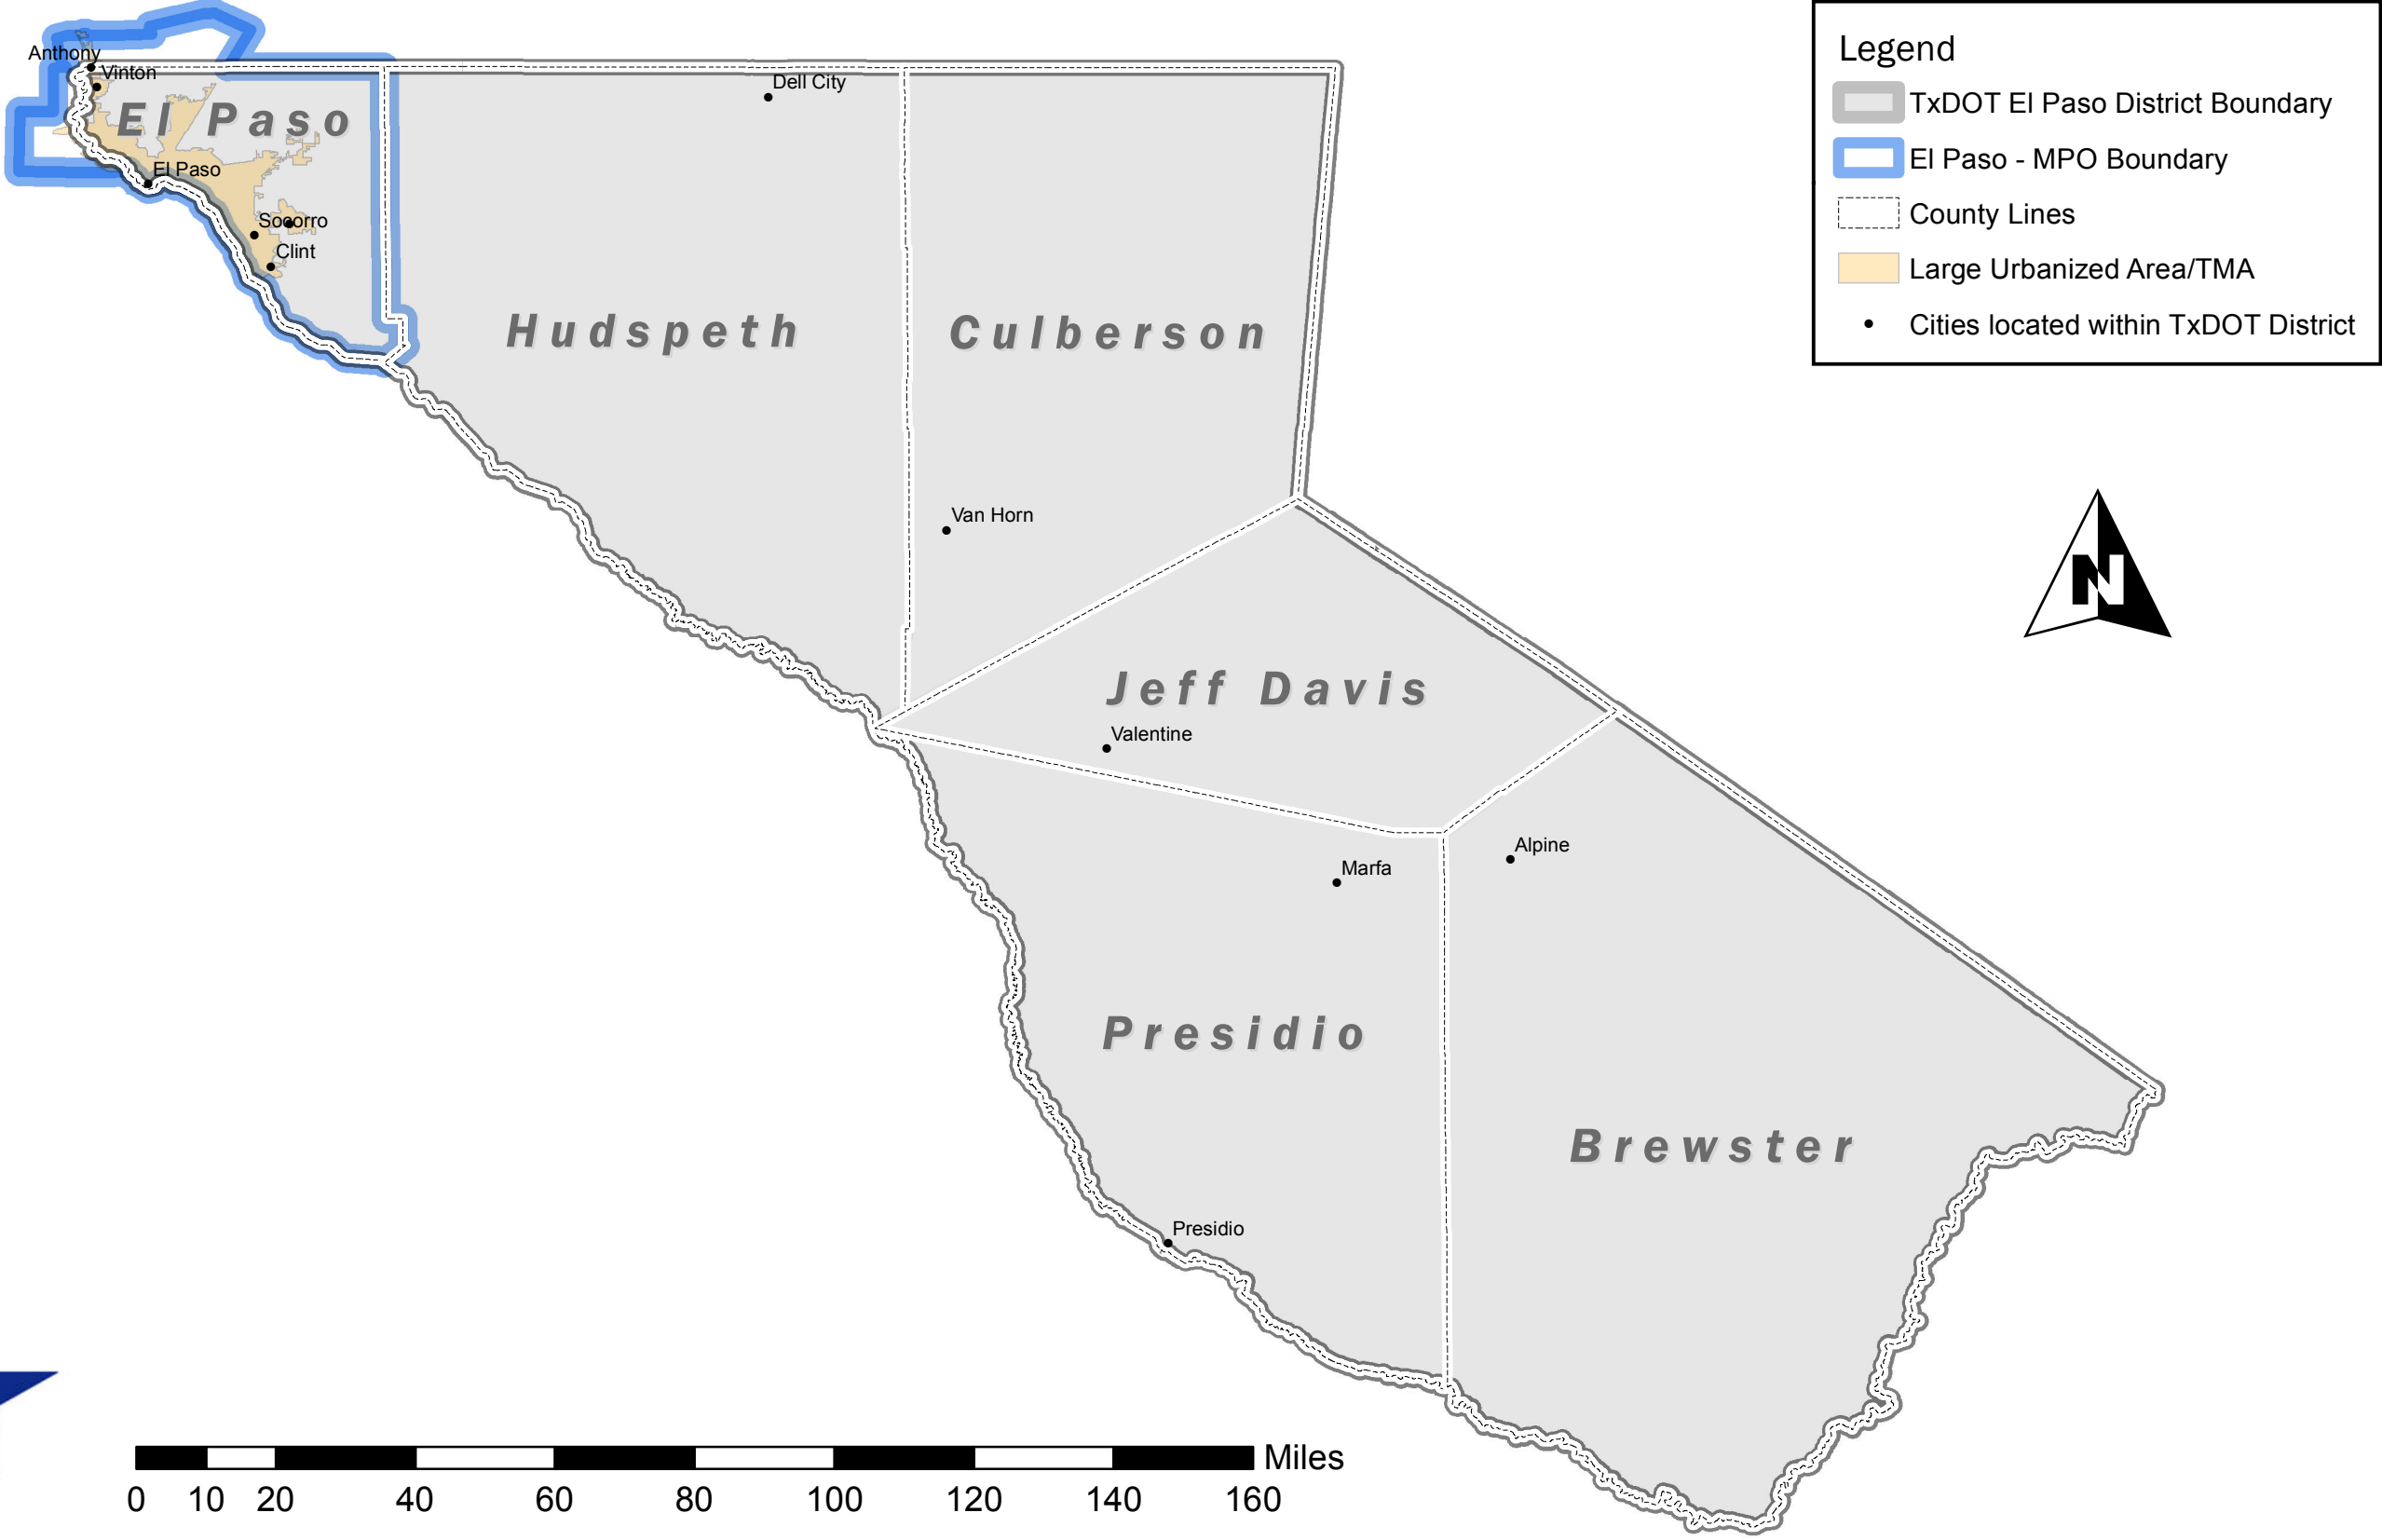 Legend
TxDOT El Paso District Boundary
El Paso - MPO Boundary
County Lines
Large Urbanized Area/TMA
Cities located within TxDOT District
Anthony
Vinton
Dell City
El Paso
El Paso
Socorro
Clint
Hudspeth
Culberson
Van Horn
N
Jeff Davis
Valentine
Alpine
Marfa
Presidio
Brewster
Presidio
Miles
0 10 20 40 60 80 100 120 140 160